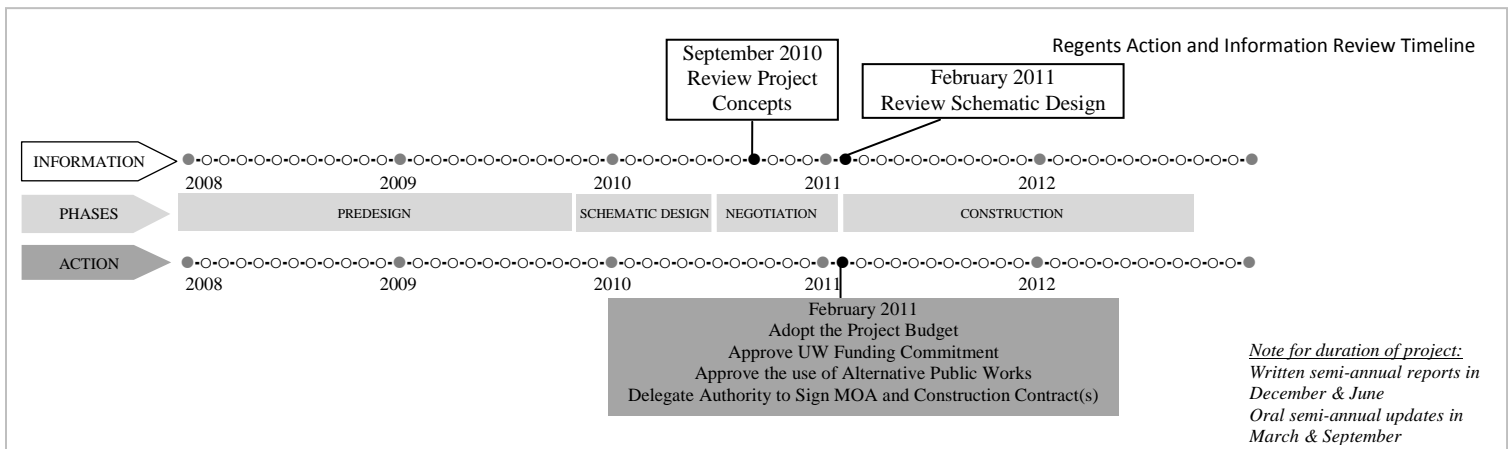 Regents Action and Information Review Timeline
September 2010
Review Project
Concepts
February 2011
Review Schematic Design
INFORMATION
2008
2009
2010
2011
2012
PHASES
PREDESIGN
SCHEMATIC DESIGN
NEGOTIATION
CONSTRUCTION
ACTION
2008
2009
2010
2011
2012
February 2011
Adopt the Project Budget
Approve UW Funding Commitment
Approve the use of Alternative Public Works
Delegate Authority to Sign MOA and Construction Contract(s)
Note for duration of project:
Written semi-annual reports in
December & June
Oral semi-annual updates in
March & September